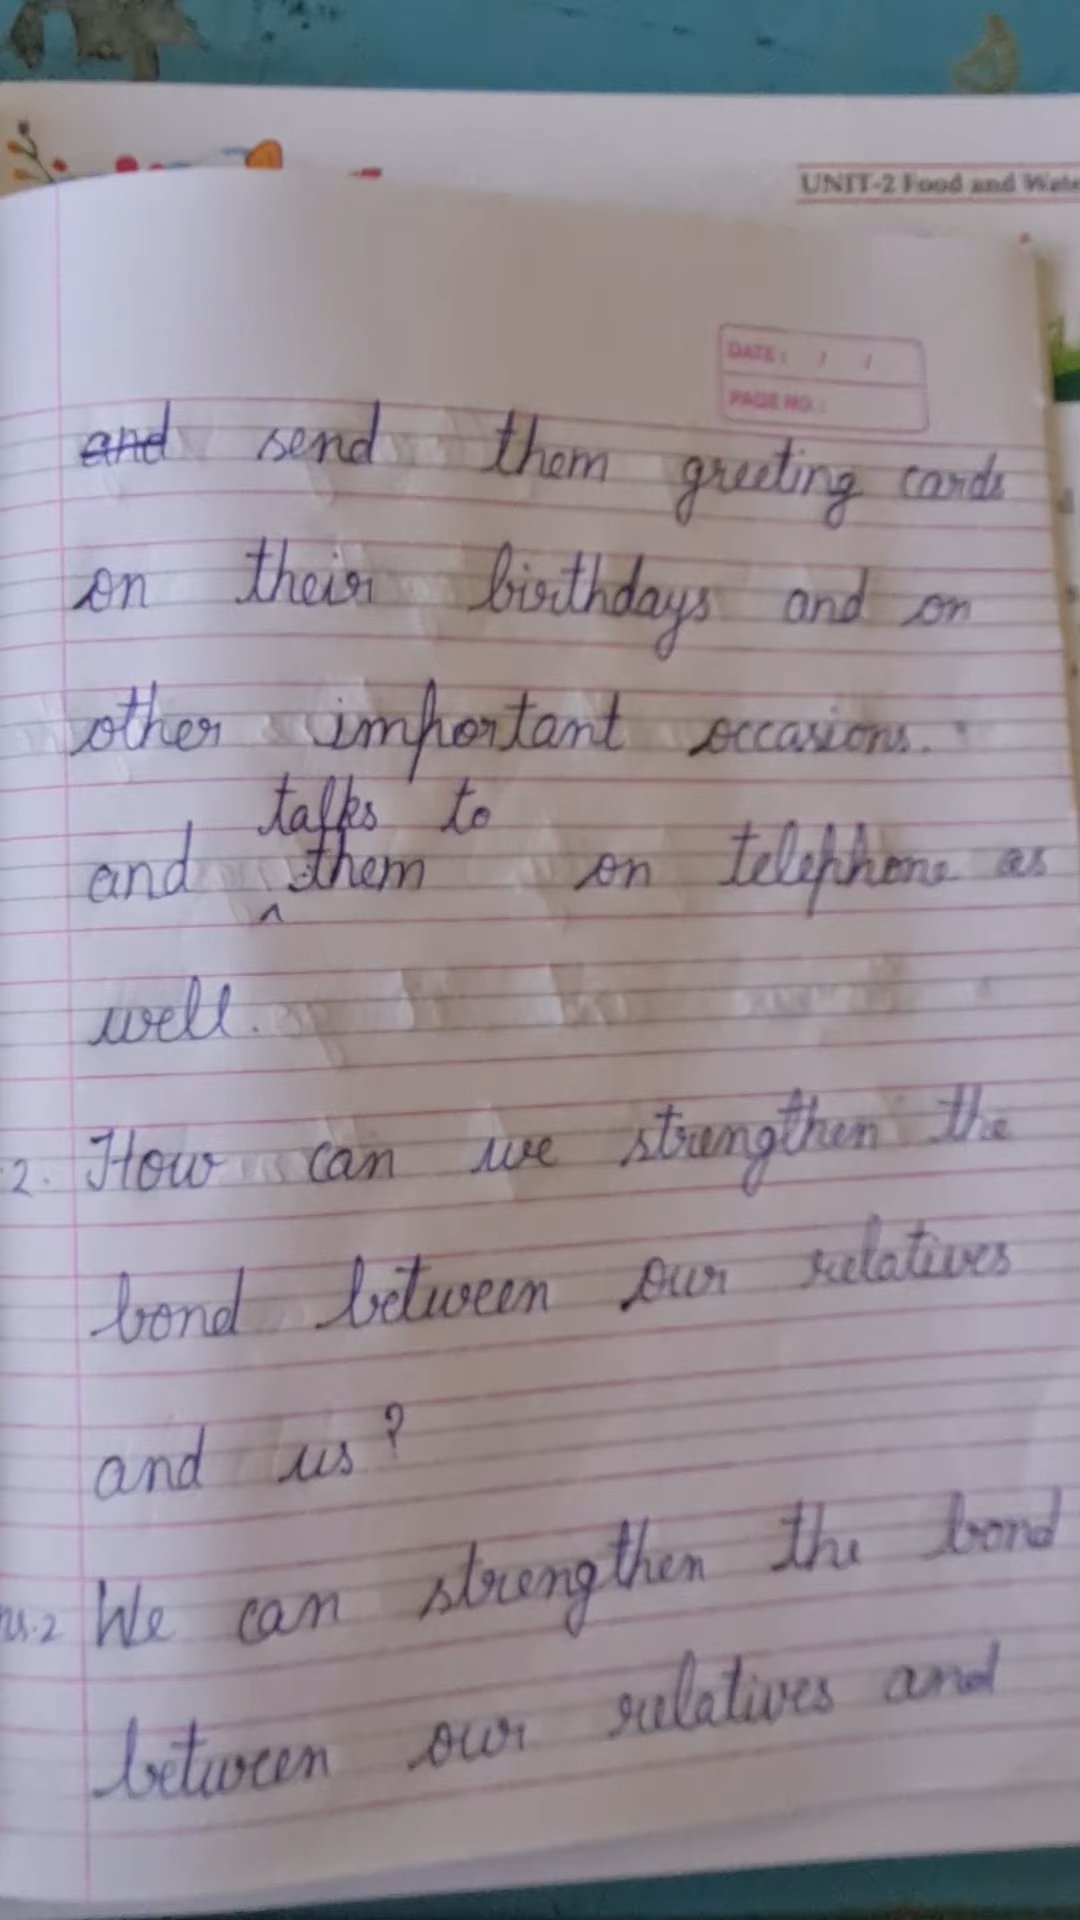 UNIT-2 Food and Wate
DATE: / /
PAGE NO.:
and send them greeting cards
on their birthdays and on
other important occasions.
talks to
and ^ them on telephone as
well.
2. How can we strengthen the
bond between our relatives
and us?
ns.2 We can strengthen the bond
between our relatives and